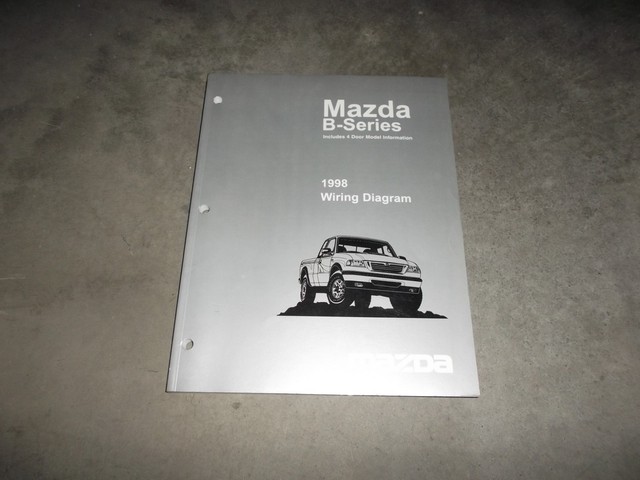 Mazda
B-Series
Includes 4 Door Model Information
1998
Wiring Diagram
mazda